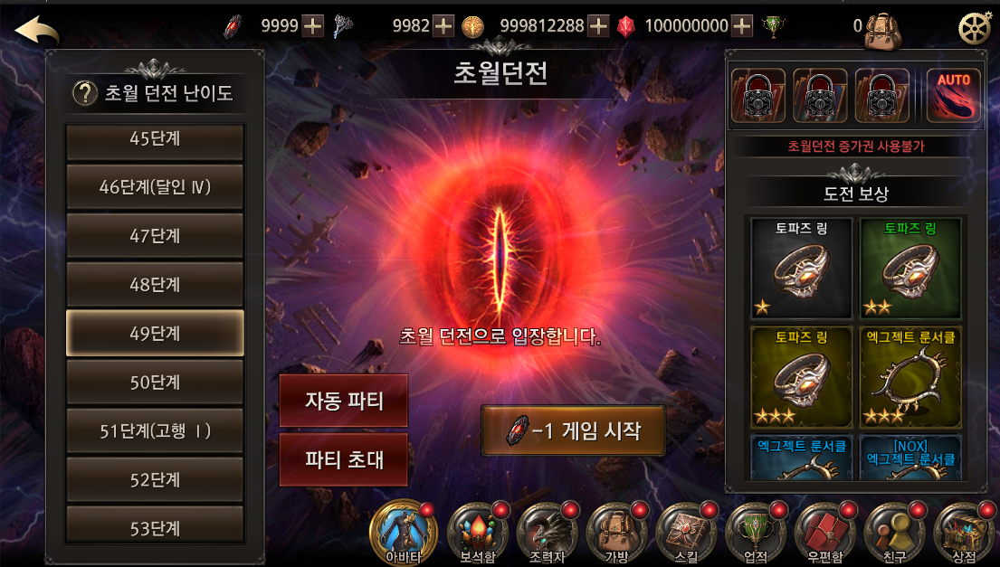 9999
9982
999812288
100000000
0
초월던전
? 초월 던전 난이도
45단계
46단계(달인 Ⅳ)
47단계
48단계
49단계
50단계
51단계(고행 Ⅰ)
52단계
53단계
초월 던전으로 입장합니다.
자동 파티
파티 초대
-1 게임 시작
AUTO
초월던전 증가권 사용불가
도전 보상
토파즈 링
토파즈 링
토파즈 링
엑그젝트 룬서클
엑그젝트 룬서클
[NOX]
엑그젝트 룬서클
아바타
보석함
조력자
가방
스킬
업적
우편함
친구
상점